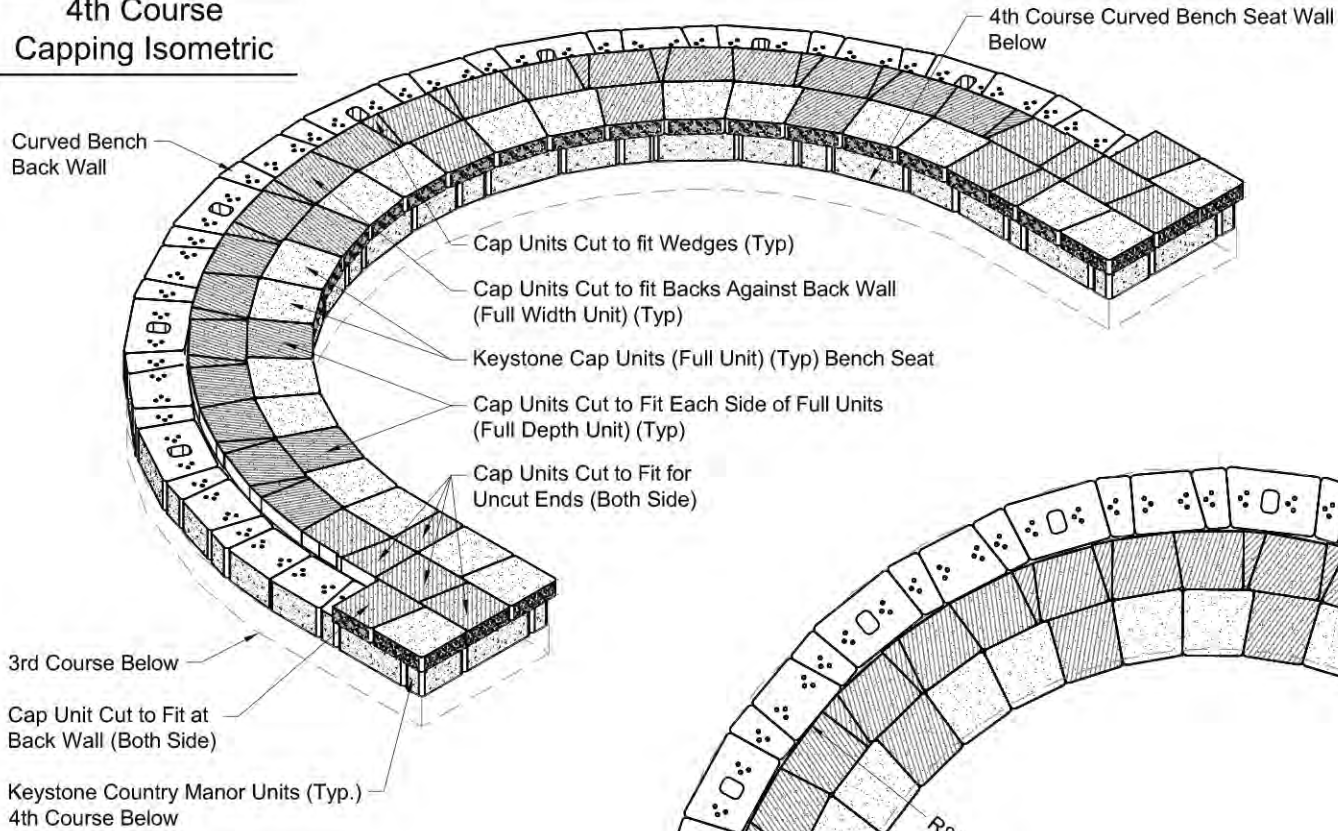 4th Course
Capping Isometric
4th Course Curved Bench Seat Wall
Below
Curved Bench
Back Wall
Cap Units Cut to fit Wedges (Typ)
Cap Units Cut to fit Backs Against Back Wall
(Full Width Unit) (Typ)
Keystone Cap Units (Full Unit) (Typ) Bench Seat
Cap Units Cut to Fit Each Side of Full Units
(Full Depth Unit) (Typ)
Cap Units Cut to Fit for
Uncut Ends (Both Side)
3rd Course Below
Cap Unit Cut to Fit at
Back Wall (Both Side)
Keystone Country Manor Units (Typ.)
4th Course Below